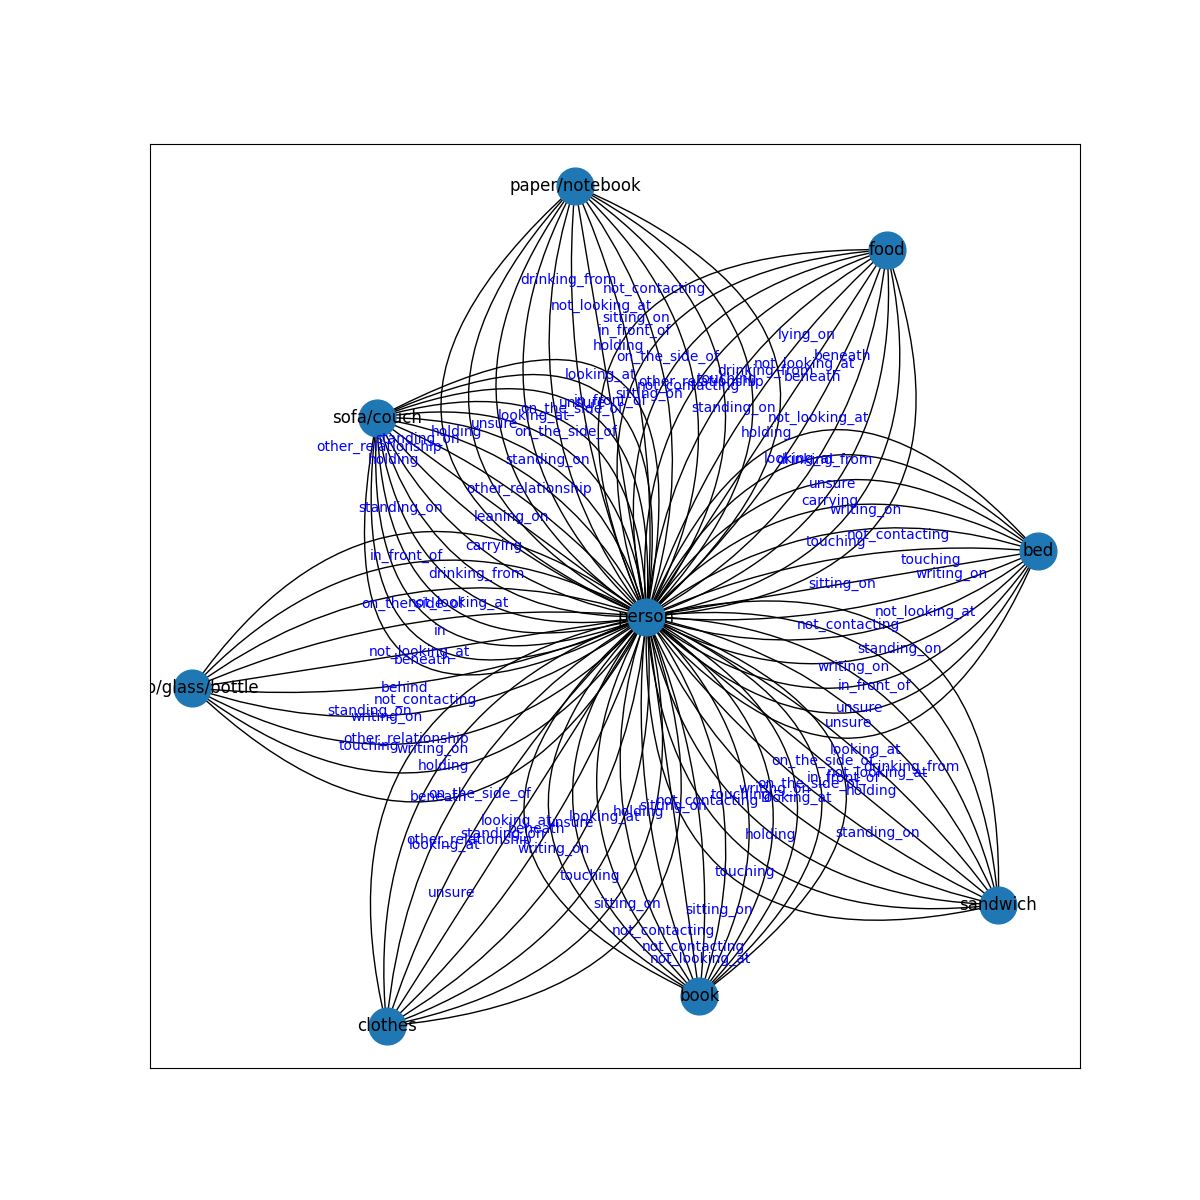 paper/notebook
food
drinking_from
not_contacting
not_looking_at
sitting_on
in_front_of
lying_on
holding
on_the_side_of
beneath
not_looking_at
drinking_from
looking_at
beneath
touching
other_relationship
not_contacting
sitting_on
in_front_of
unsure
on_the_side_of
standing_on
looking_at
not_looking_at
sofa/couch
unsure
holding
on_the_side_of
holding
standing_on
other_relationship
holding
standing_on
looking_at
drinking_from
unsure
other_relationship
carrying
standing_on
writing_on
leaning_on
not_contacting
touching
carrying
bed
in_front_of
touching
drinking_from
writing_on
sitting_on
on_the_side_of
not_looking_at
not_looking_at
person
not_contacting
in
standing_on
not_looking_at
beneath
writing_on
behind
in_front_of
p/glass/bottle
not_contacting
unsure
standing_on
writing_on
unsure
other_relationship
touching
writing_on
looking_at
on_the_side_of
holding
drinking_from
not_looking_at
in_front_of
on_the_side_of
writing_on
holding
beneath
on_the_side_of
touching
looking_at
not_contacting
sitting_on
holding
looking_at
looking_at
unsure
beneath
standing_on
holding
standing_on
other_relationship
looking_at
writing_on
touching
touching
unsure
sitting_on
sandwich
sitting_on
not_contacting
not_contacting
not_looking_at
book
clothes